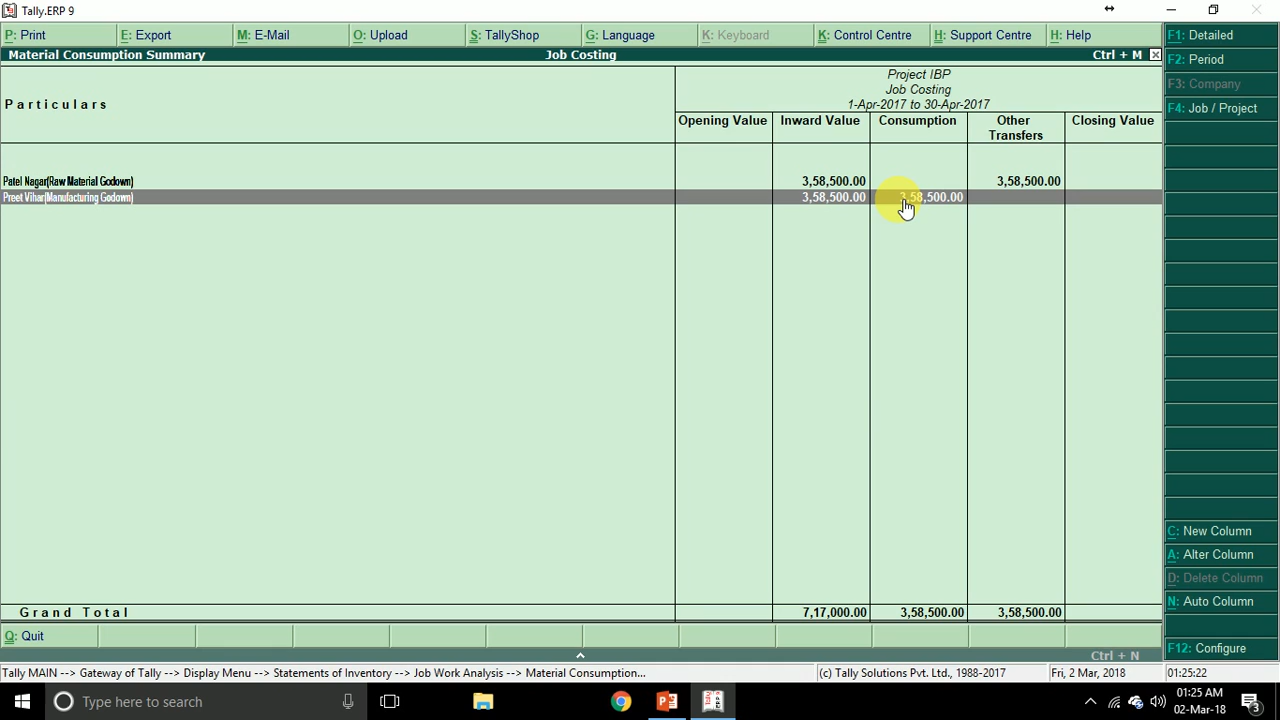 Tally.ERP 9
P: Print E: Export M: E-Mail O: Upload S: TallyShop G: Language K: Keyboard K: Control Centre H: Support Centre H: Help
Material Consumption Summary Job Costing Ctrl + M
Particulars
Project IBP
Job Costing
1-Apr-2017 to 30-Apr-2017
Opening Value Inward Value Consumption Other Transfers Closing Value
Patel Nagar(Raw Material Godown) 3,58,500.00 3,58,500.00
Preet Vihar(Manufacturing Godown) 3,58,500.00 3,58,500.00
Grand Total 7,17,000.00 3,58,500.00 3,58,500.00
F1: Detailed
F2: Period
F3: Company
F4: Job / Project
C: New Column
A: Alter Column
D: Delete Column
N: Auto Column
F12: Configure
Q: Quit
Ctrl + N
Tally MAIN --> Gateway of Tally --> Display Menu --> Statements of Inventory --> Job Work Analysis --> Material Consumption... (c) Tally Solutions Pvt. Ltd., 1988-2017 Fri, 2 Mar, 2018 01:25:22
Type here to search
01:25 AM
02-Mar-18
3